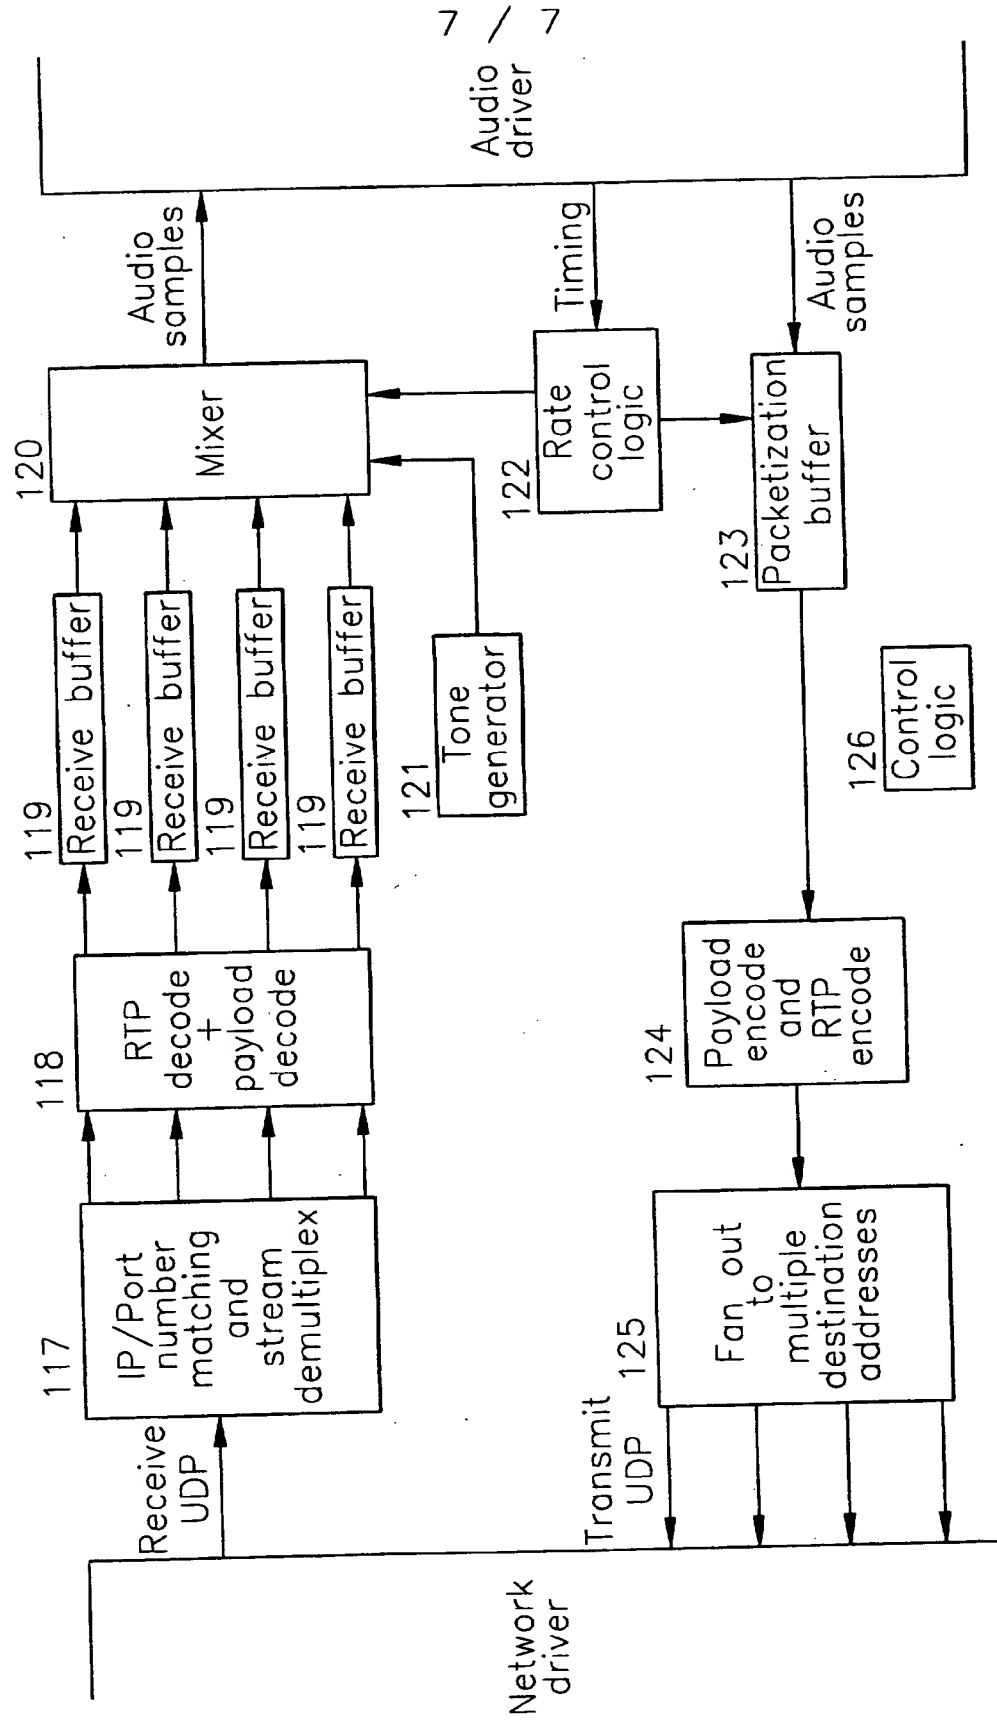 7 / 7
Network
driver
Receive
UDP
117
IP/Port
number
matching
and
stream
demultiplex
118
RTP
decode
+
payload
decode
119
Receive buffer
119
Receive buffer
119
Receive buffer
119
Receive buffer
120
Mixer
Audio
samples
Audio
driver
121
Tone
generator
122
Rate
control
logic
Timing
Transmit
UDP
125
Fan out
to
multiple
destination
addresses
124
Payload
encode
and
RTP
encode
126
Control
logic
123
Packetization
buffer
Audio
samples